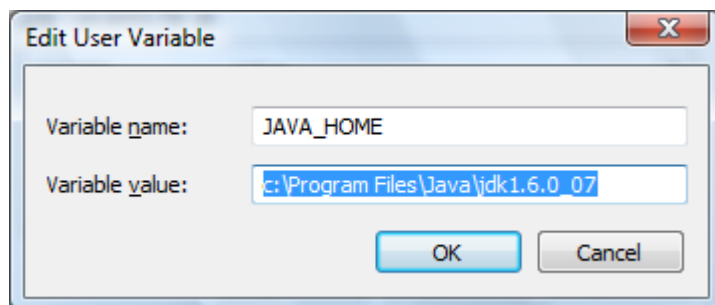 Edit User Variable
Variable name: JAVA_HOME
Variable value: c:\Program Files\Java\jdk1.6.0_07
OK Cancel